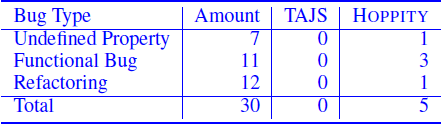 Bug Type Amount TAJS HOPPITY
Undefined Property 7 0 1
Functional Bug 11 0 3
Refactoring 12 0 1
Total 30 0 5